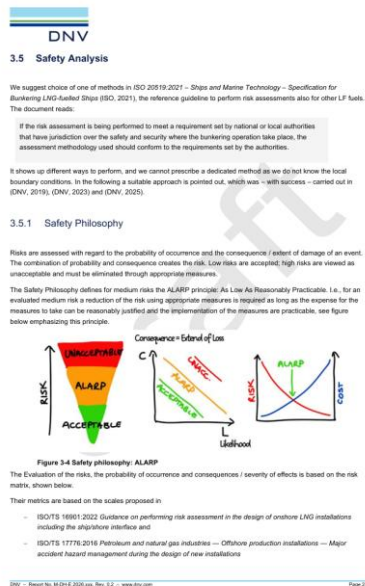 DNV
3.5 Safety Analysis
We suggest choice of one of methods in ISO 20519:2021 – Ships and Marine Technology – Specification for
Bunkering LNG-fuelled Ships (ISO, 2021), the reference guideline to perform risk assessments also for other LF fuels.
The document reads:
If the risk assessment is being performed to meet a requirement set by national or local authorities
that have jurisdiction over the safety and security where the bunkering operation take place, the
assessment methodology used should conform to the requirements set by the authorities.
It shows up different ways to perform, and we cannot prescribe a dedicated method as we do not know the local
boundary conditions. In the following a suitable approach is pointed out, which was – with success – carried out in
(DNV, 2019), (DNV, 2023) and (DNV, 2025).
3.5.1 Safety Philosophy
Risks are assessed with regard to the probability of occurrence and the consequence / extent of damage of an event.
The combination of probability and consequence creates the risk. Low risks are accepted; high risks are viewed as
unacceptable and must be eliminated through appropriate measures.
The Safety Philosophy defines for medium risks the ALARP principle: As Low As Reasonably Practicable. I.e., for an
evaluated medium risk a reduction of the risk using appropriate measures is required as long as the expense for the
measures to take can be reasonably justified and the implementation of the measures are practicable, see figure
below emphasizing this principle.
Consequence = Extend of Loss
RISK
UNACCEPTABLE
ALARP
ACCEPTABLE
C
UNACC.
ALARP
ACCEPTABLE
L
Likelihood
RISK
ALARP
COST
Figure 3-4 Safety philosophy: ALARP
The Evaluation of the risks, the probability of occurrence and consequences / severity of effects is based on the risk
matrix, shown below.
Their metrics are based on the scales proposed in
– ISO/TS 16901:2022 Guidance on performing risk assessment in the design of onshore LNG installations
including the ship/shore interface and
– ISO/TS 17776:2016 Petroleum and natural gas industries — Offshore production installations — Major
accident hazard management during the design of new installations
DNV – Report No. M-DH-E 2026.xxx, Rev. 0.2 – www.dnv.com
draft